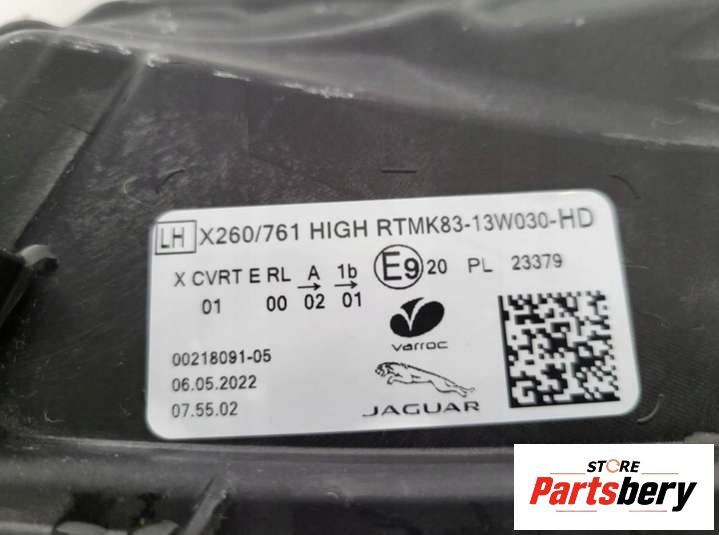 LH X260/761 HIGH RTMK83-13W030-HD
X CVRT E RL A 1b E9 20 PL 23379
01 00 02 01
varroc
00218091-05
06.05.2022
07.55.02
JAGUAR
STORE
Partsbery